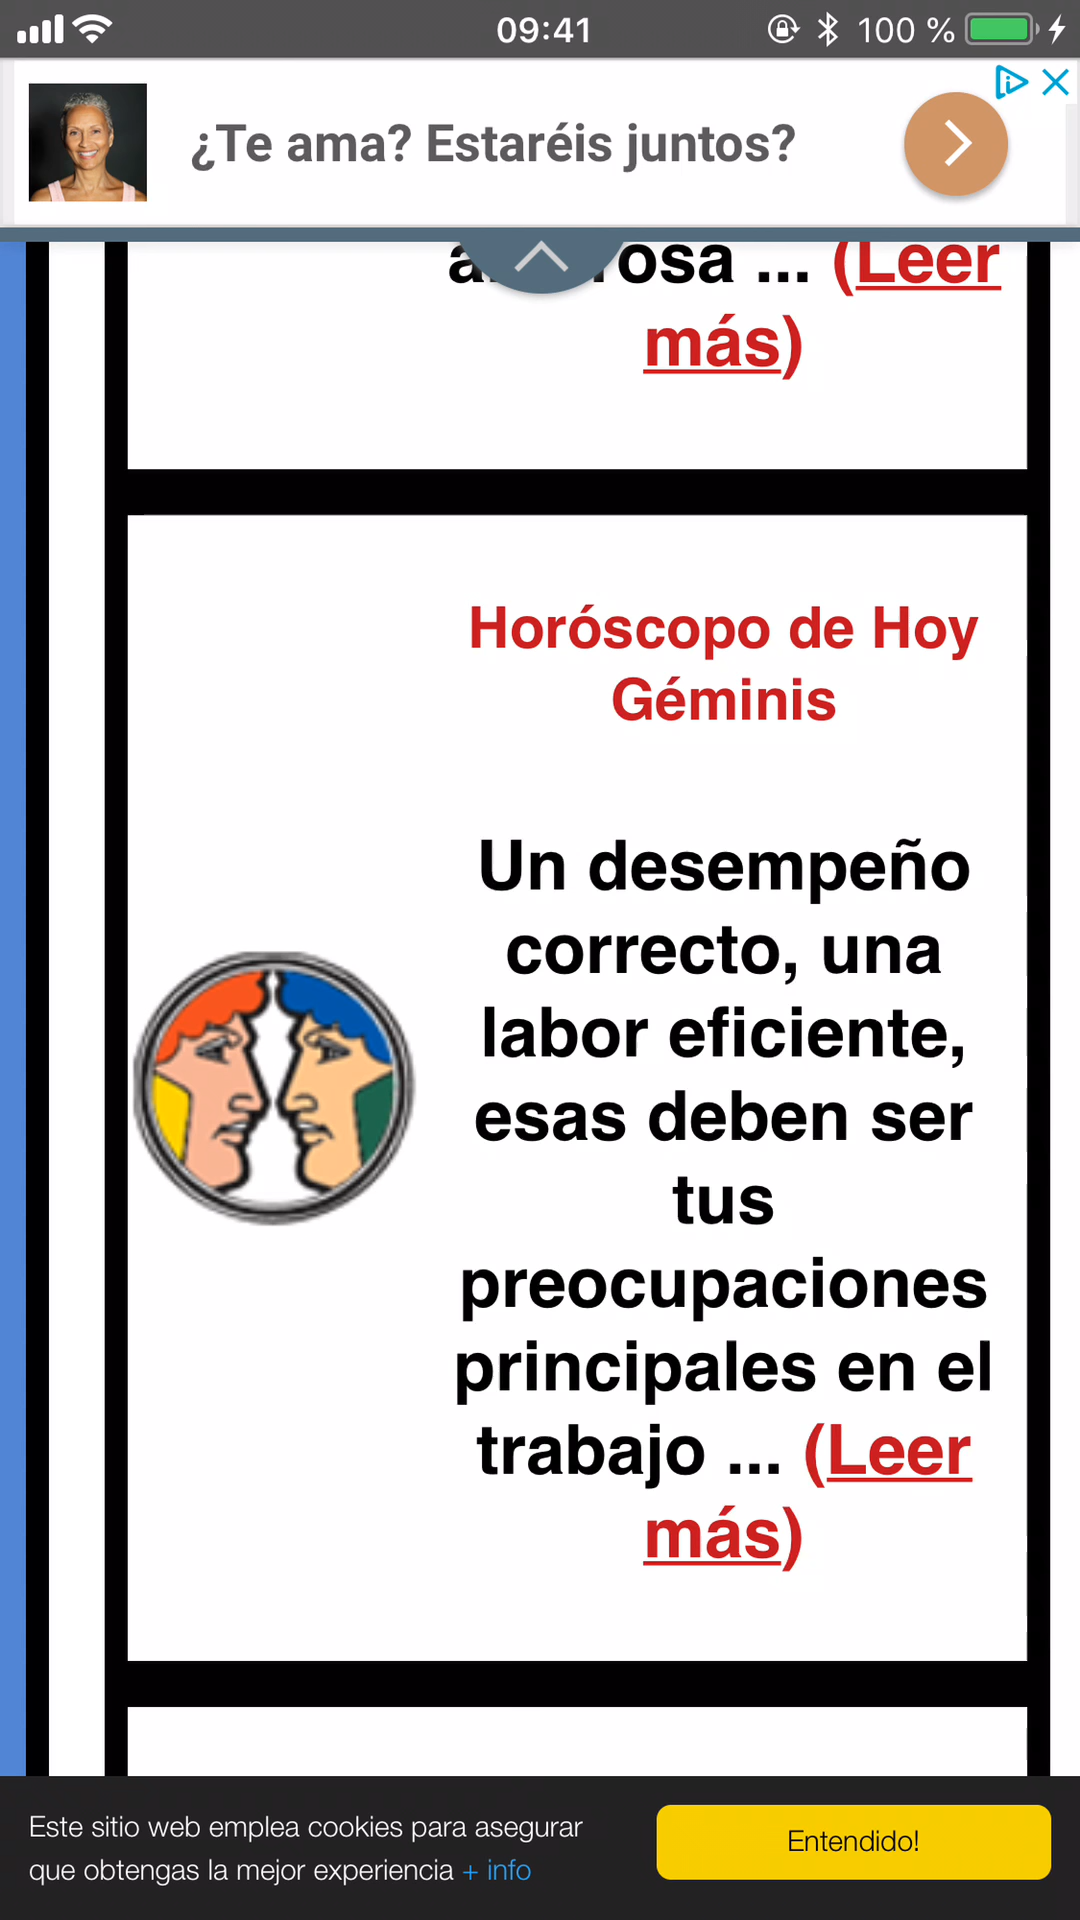 09:41
100 %
¿Te ama? Estaréis juntos?
... (Leer
más)
Horóscopo de Hoy
Géminis
Un desempeño
correcto, una
labor eficiente,
esas deben ser
tus
preocupaciones
principales en el
trabajo ... (Leer
más)
Este sitio web emplea cookies para asegurar
que obtengas la mejor experiencia + info
Entendido!